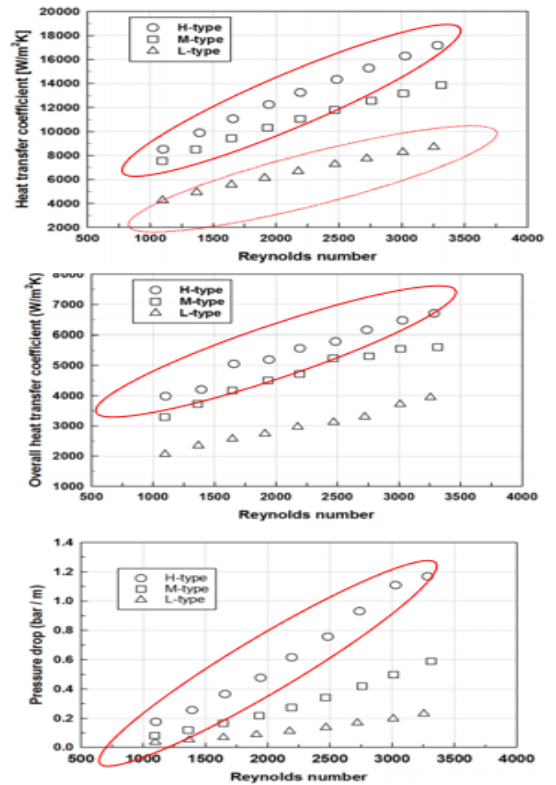 20000
18000
16000
14000
12000
10000
8000
6000
4000
2000
500 1000 1500 2000 2500 3000 3500 4000
Heat transfer coefficient [W/m²K]
Reynolds number
H-type
M-type
L-type
8000
7000
6000
5000
4000
3000
2000
1000
500 1000 1500 2000 2500 3000 3500 4000
Overall heat transfer coefficient (W/m²K)
Reynolds number
H-type
M-type
L-type
1.4
1.2
1.0
0.8
0.6
0.4
0.2
0.0
500 1000 1500 2000 2500 3000 3500 4000
Pressure drop (bar / m)
Reynolds number
H-type
M-type
L-type